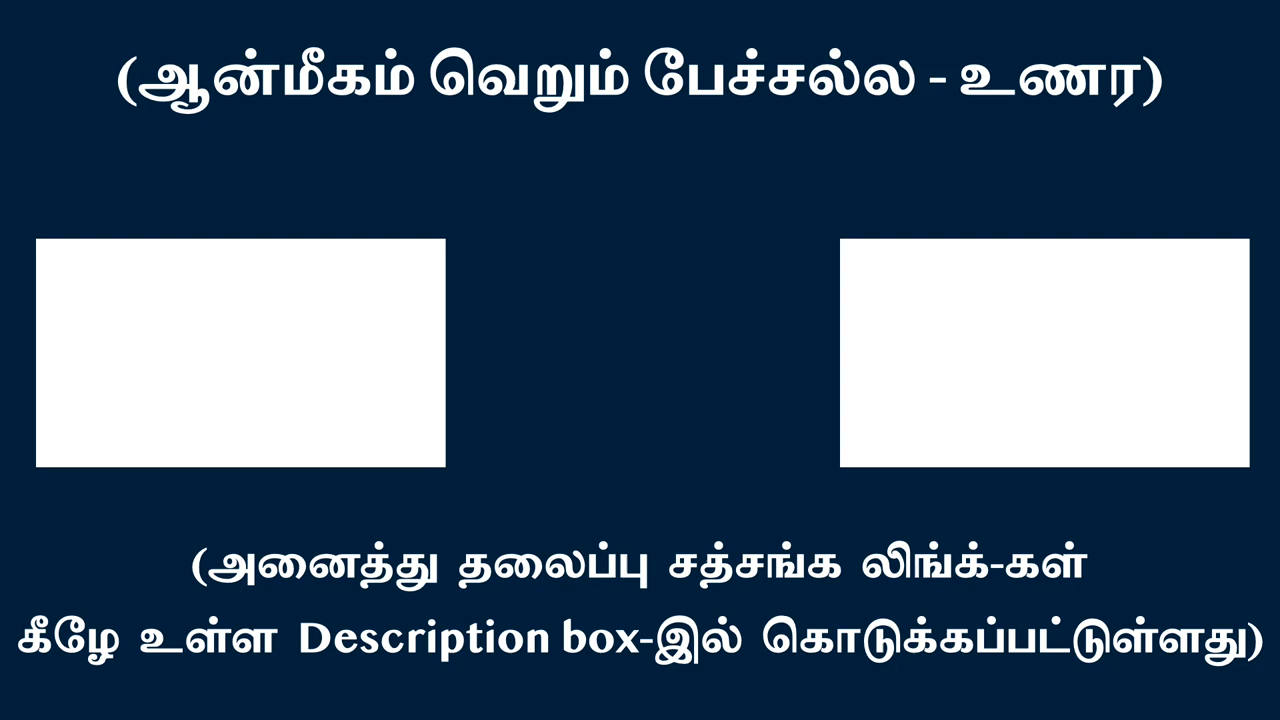 (ஆன்மீகம் வெறும் பேச்சல்ல - உணர)
(அனைத்து தலைப்பு சத்சங்க லிங்க்-கள்
கீழே உள்ள Description box-இல் கொடுக்கப்பட்டுள்ளது)